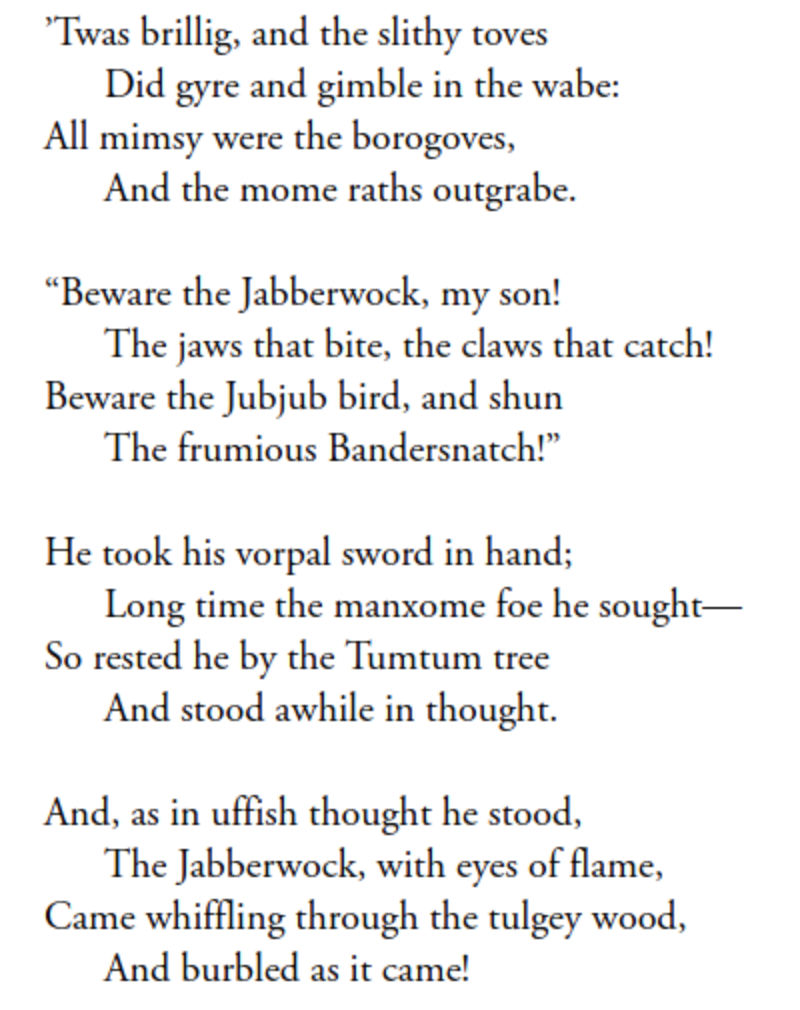 ’Twas brillig, and the slithy toves
Did gyre and gimble in the wabe:
All mimsy were the borogoves,
And the mome raths outgrabe.
“Beware the Jabberwock, my son!
The jaws that bite, the claws that catch!
Beware the Jubjub bird, and shun
The frumious Bandersnatch!”
He took his vorpal sword in hand;
Long time the manxome foe he sought—
So rested he by the Tumtum tree
And stood awhile in thought.
And, as in uffish thought he stood,
The Jabberwock, with eyes of flame,
Came whiffling through the tulgey wood,
And burbled as it came!